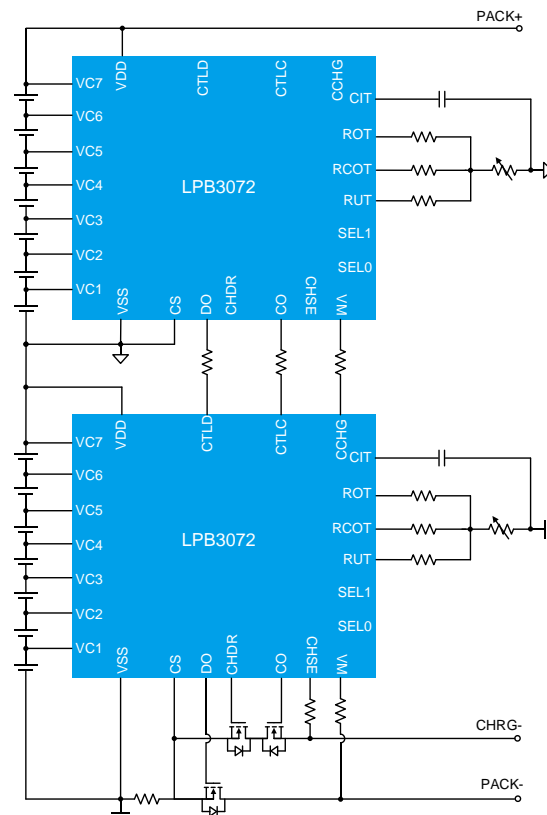 PACK+
VDD
CTLD
CTLC
CCHG
VC7
VC6
VC5
VC4
VC3
VC2
VC1
LPB3072
CIT
ROT
RCOT
RUT
SEL1
SEL0
VSS
CS
DO
CHDR
CO
CHSE
VM
VDD
CTLD
CTLC
CCHG
VC7
VC6
VC5
VC4
VC3
VC2
VC1
LPB3072
CIT
ROT
RCOT
RUT
SEL1
SEL0
VSS
CS
DO
CHDR
CO
CHSE
VM
CHRG-
PACK-